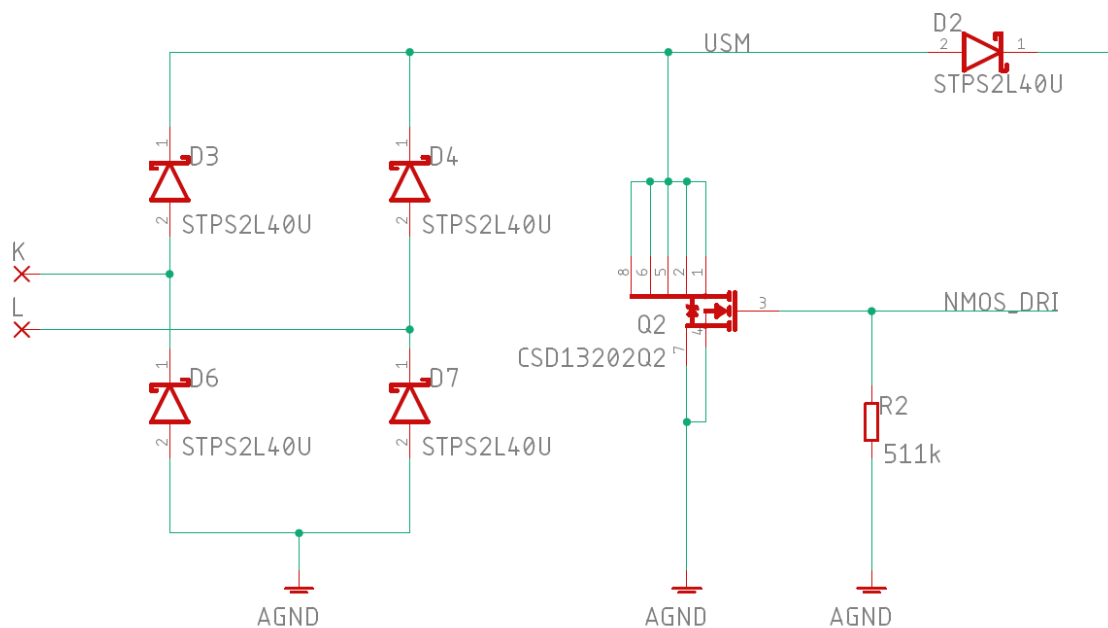 D2
USM
2
1
STPS2L40U
1
D3
1
D4
2
STPS2L40U
2
STPS2L40U
K
8
6
5
2
1
L
3
NMOS_DRI
Q2
4
7
CSD13202Q2
1
D6
1
D7
R2
2
STPS2L40U
2
STPS2L40U
511k
AGND
AGND
AGND